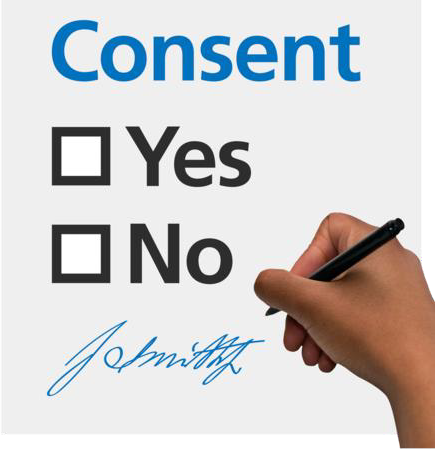 Consent
Yes
No